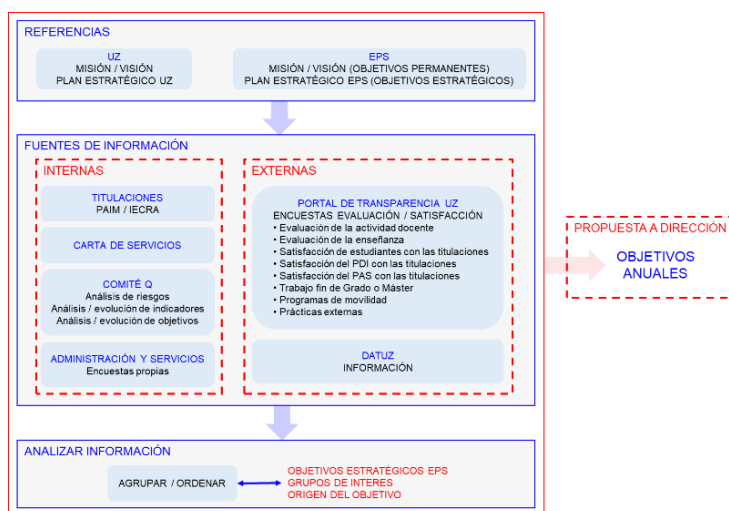 REFERENCIAS
UZ
MISIÓN / VISIÓN
PLAN ESTRATÉGICO UZ
EPS
MISIÓN / VISIÓN (OBJETIVOS PERMANENTES)
PLAN ESTRATÉGICO EPS (OBJETIVOS ESTRATÉGICOS)
FUENTES DE INFORMACIÓN
INTERNAS
TITULACIONES
PAIM / IECRA
CARTA DE SERVICIOS
COMITÉ Q
Análisis de riesgos
Análisis / evolución de indicadores
Análisis / evolución de objetivos
ADMINISTRACIÓN Y SERVICIOS
Encuestas propias
EXTERNAS
PORTAL DE TRANSPARENCIA UZ
ENCUESTAS EVALUACIÓN / SATISFACCIÓN
• Evaluación de la actividad docente
• Evaluación de la enseñanza
• Satisfacción de estudiantes con las titulaciones
• Satisfacción del PDI con las titulaciones
• Satisfacción del PAS con las titulaciones
• Trabajo fin de Grado o Máster
• Programas de movilidad
• Prácticas externas
DATUZ
INFORMACIÓN
ANALIZAR INFORMACIÓN
AGRUPAR / ORDENAR
OBJETIVOS ESTRATÉGICOS EPS
GRUPOS DE INTERES
ORIGEN DEL OBJETIVO
PROPUESTA A DIRECCIÓN
OBJETIVOS
ANUALES